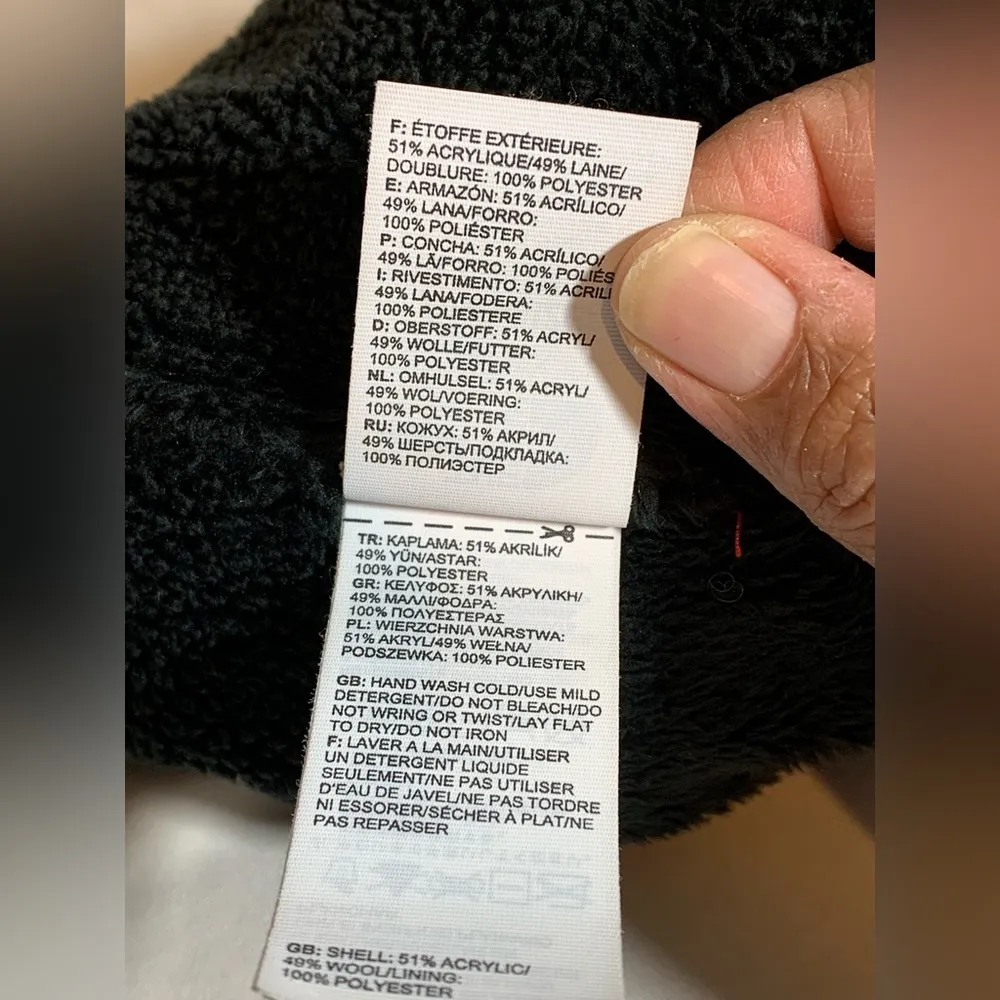 F: ÉTOFFE EXTÉRIEURE:
51% ACRYLIQUE/49% LAINE/
DOUBLURE: 100% POLYESTER
E: ARMAZÓN: 51% ACRÍLICO/
49% LANA/FORRO:
100% POLIÉSTER
P: CONCHA: 51% ACRÍLICO/
49% LÃ/FORRO: 100%
I: RIVESTIMENTO: 51%
49% LANA/FODERA:
100% POLIESTERE
D: OBERSTOFF: 51% ACRYL/
49% WOLLE/FUTTER:
100% POLYESTER
NL: OMHULSEL: 51% ACRYL/
49% WOL/VOERING:
100% POLYESTER
RU: КОЖУХ: 51% АКРИЛ/
49% ШЕРСТЬ/ПОДКЛАДКА:
100% ПОЛИЭСТЕР
TR: KAPLAMA: 51% AKRİLİK/
49% YÜN/ASTAR:
100% POLYESTER
GR: ΚΕΛΥΦΟΣ: 51% ΑΚΡΥΛΙΚΗ/
49% ΜΑΛΛΙ/ΦΟΔΡΑ:
100% ΠΟΛΥΕΣΤΕΡΑΣ
PL: WIERZCHNIA WARSTWA:
51% AKRYL/49% WEŁNA/
PODSZEWKA: 100% POLIESTER
GB: HAND WASH COLD/USE MILD
DETERGENT/DO NOT BLEACH/DO
NOT WRING OR TWIST/LAY FLAT
TO DRY/DO NOT IRON
F: LAVER A LA MAIN/UTILISER
UN DETERGENT LIQUIDE
SEULEMENT/NE PAS UTILISER
D'EAU DE JAVEL/NE PAS TORDRE
NI ESSORER/SÉCHER À PLAT/NE
PAS REPASSER
GB: SHELL: 51% ACRYLIC/
49% WOOL/LINING:
100% POLYESTER